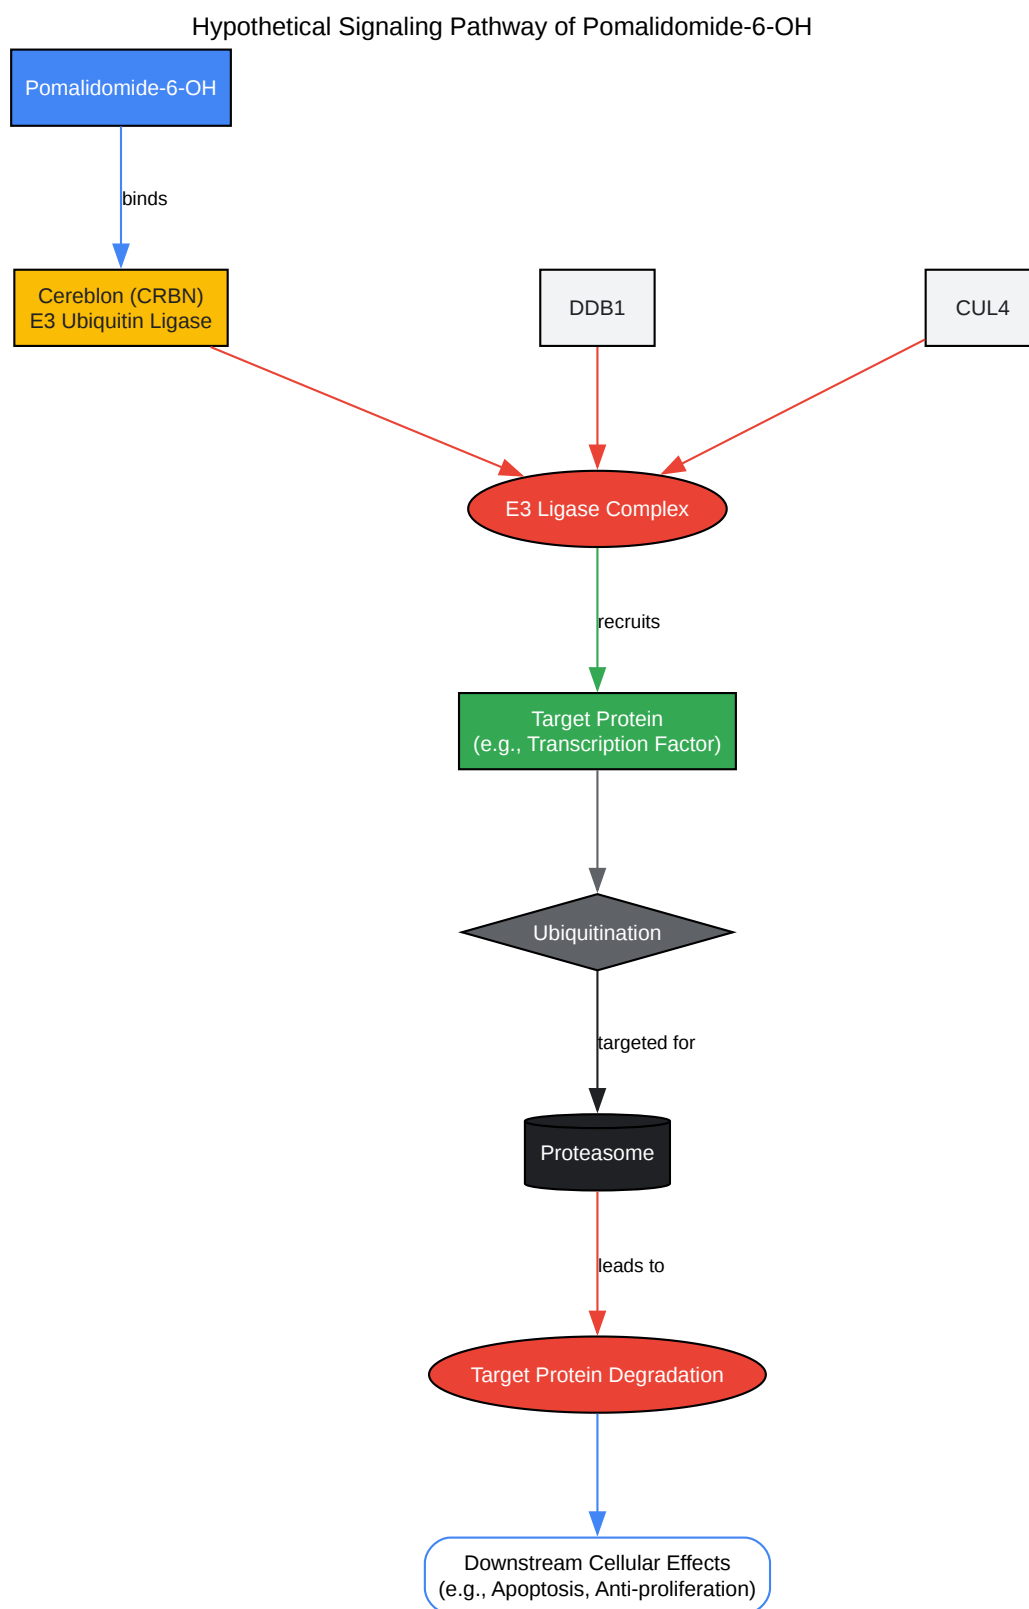 Hypothetical Signaling Pathway of Pomalidomide-6-OH
Pomalidomide-6-OH
binds
Cereblon (CRBN)
E3 Ubiquitin Ligase
DDB1
CUL4
E3 Ligase Complex
recruits
Target Protein
(e.g., Transcription Factor)
Ubiquitination
targeted for
Proteasome
leads to
Target Protein Degradation
Downstream Cellular Effects
(e.g., Apoptosis, Anti-proliferation)